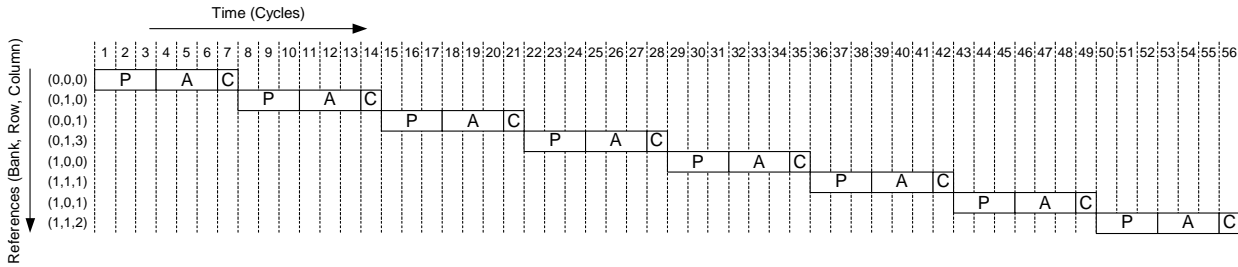 Time (Cycles)
References (Bank, Row, Column)
1 2 3 4 5 6 7 8 9 10 11 12 13 14 15 16 17 18 19 20 21 22 23 24 25 26 27 28 29 30 31 32 33 34 35 36 37 38 39 40 41 42 43 44 45 46 47 48 49 50 51 52 53 54 55 56
(0,0,0) P A C
(0,1,0) P A C
(0,0,1) P A C
(0,1,3) P A C
(1,0,0) P A C
(1,1,1) P A C
(1,0,1) P A C
(1,1,2) P A C